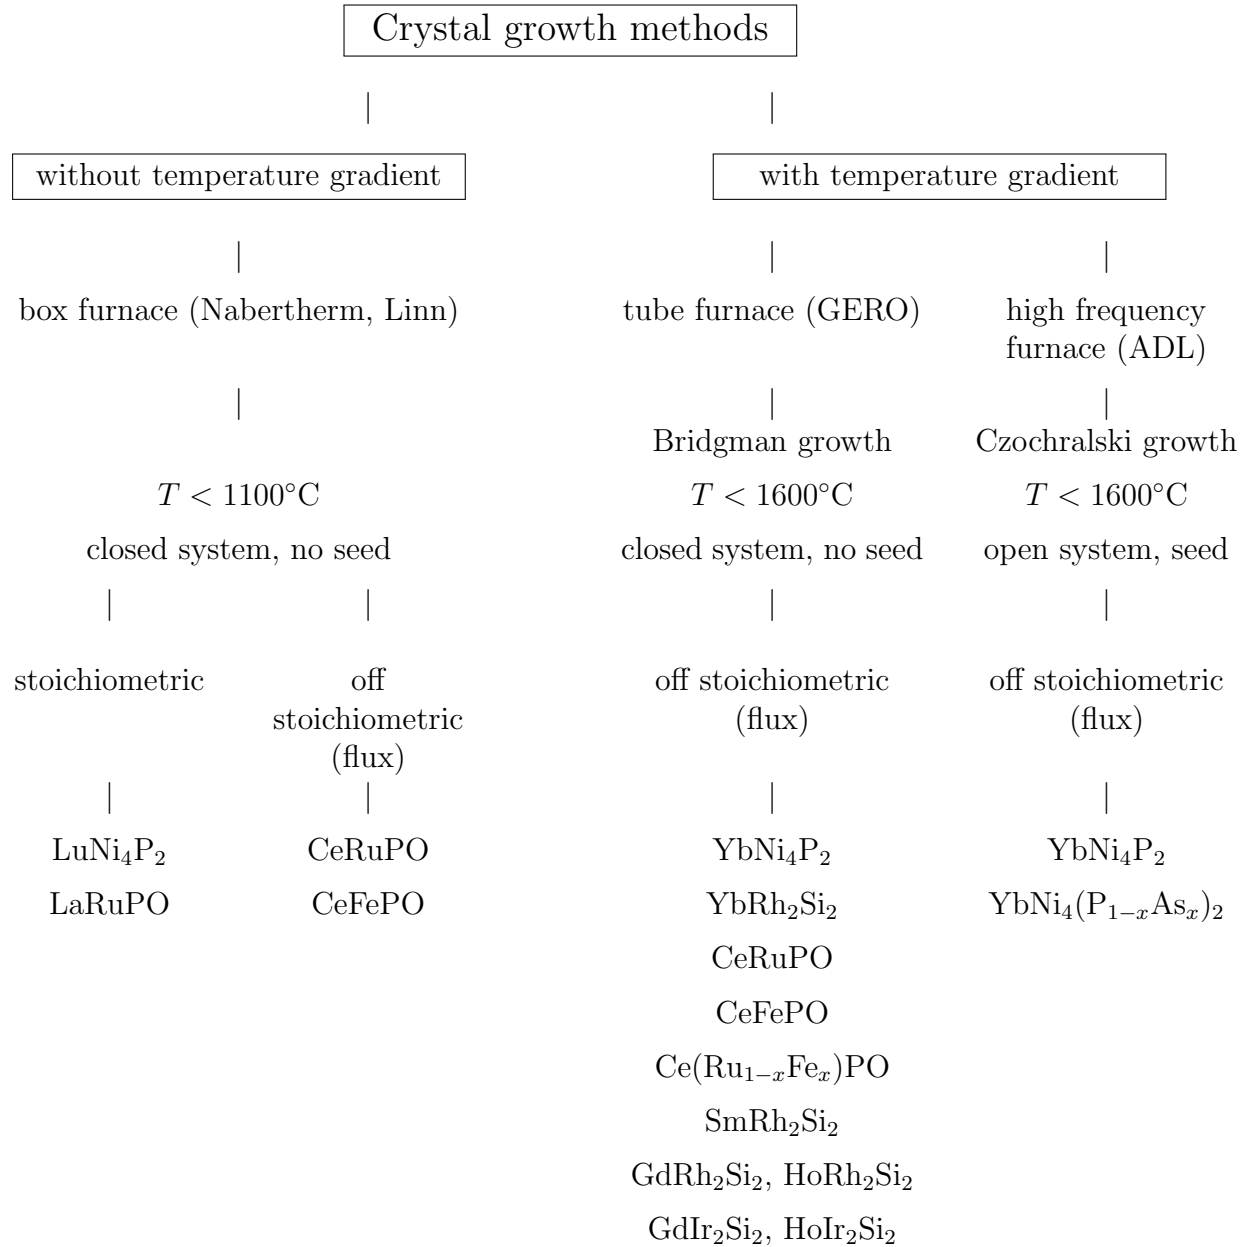 Crystal growth methods
without temperature gradient
with temperature gradient
box furnace (Nabertherm, Linn)
tube furnace (GERO)
high frequency
furnace (ADL)
Bridgman growth
Czochralski growth
T < 1100°C
T < 1600°C
T < 1600°C
closed system, no seed
closed system, no seed
open system, seed
stoichiometric
off
stoichiometric
(flux)
off stoichiometric
(flux)
off stoichiometric
(flux)
LuNi₄P₂
CeRuPO
YbNi₄P₂
YbNi₄P₂
LaRuPO
CeFePO
YbRh₂Si₂
YbNi₄(P₁₋ₓAsₓ)₂
CeRuPO
CeFePO
Ce(Ru₁₋ₓFeₓ)PO
SmRh₂Si₂
GdRh₂Si₂, HoRh₂Si₂
GdIr₂Si₂, HoIr₂Si₂